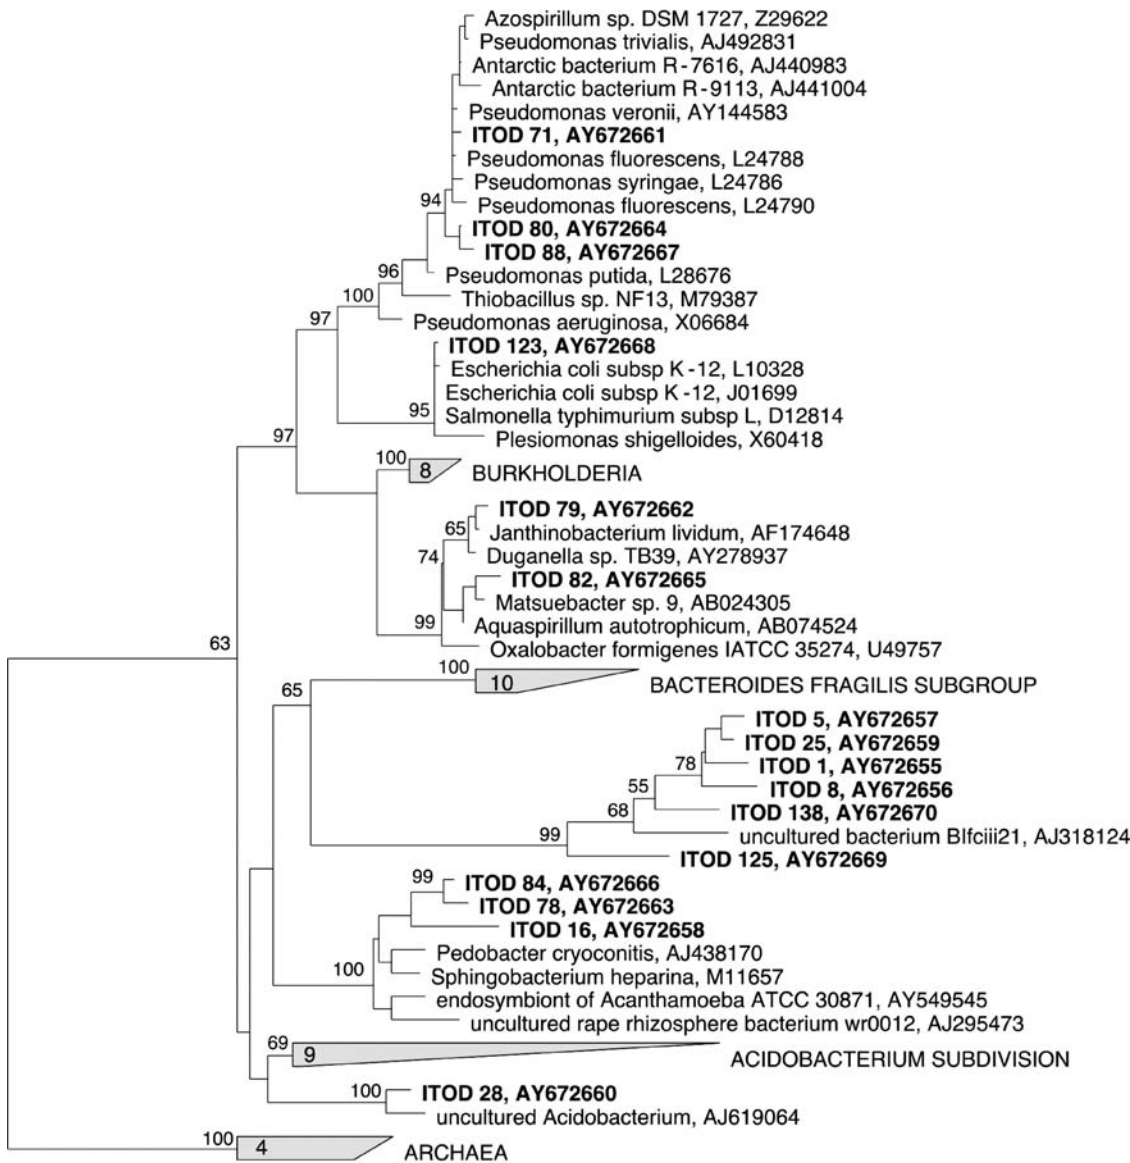 Azospirillum sp. DSM 1727, Z29622
Pseudomonas trivialis, AJ492831
Antarctic bacterium R-7616, AJ440983
Antarctic bacterium R-9113, AJ441004
Pseudomonas veronii, AY144583
ITOD 71, AY672661
Pseudomonas fluorescens, L24788
Pseudomonas syringae, L24786
94
Pseudomonas fluorescens, L24790
ITOD 80, AY672664
ITOD 88, AY672667
96
Pseudomonas putida, L28676
100
Thiobacillus sp. NF13, M79387
97
Pseudomonas aeruginosa, X06684
ITOD 123, AY672668
Escherichia coli subsp K-12, L10328
Escherichia coli subsp K-12, J01699
95
Salmonella typhimurium subsp L, D12814
97
Plesiomonas shigelloides, X60418
100
8
BURKHOLDERIA
ITOD 79, AY672662
65
Janthinobacterium lividum, AF174648
74
Duganella sp. TB39, AY278937
ITOD 82, AY672665
Matsuebacter sp. 9, AB024305
99
Aquaspirillum autotrophicum, AB074524
63
Oxalobacter formigenes IATCC 35274, U49757
100
10
BACTEROIDES FRAGILIS SUBGROUP
65
ITOD 5, AY672657
ITOD 25, AY672659
78
ITOD 1, AY672655
55
ITOD 8, AY672656
68
ITOD 138, AY672670
99
uncultured bacterium BIfciii21, AJ318124
ITOD 125, AY672669
99
ITOD 84, AY672666
ITOD 78, AY672663
ITOD 16, AY672658
Pedobacter cryoconitis, AJ438170
100
Sphingobacterium heparina, M11657
endosymbiont of Acanthamoeba ATCC 30871, AY549545
uncultured rape rhizosphere bacterium wr0012, AJ295473
69
9
ACIDOBACTERIUM SUBDIVISION
100
ITOD 28, AY672660
uncultured Acidobacterium, AJ619064
100
4
ARCHAEA